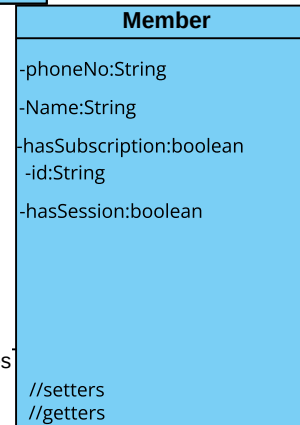 Member
-phoneNo:String
-Name:String
-hasSubscription:boolean
-id:String
-hasSession:boolean
s
//setters
//getters